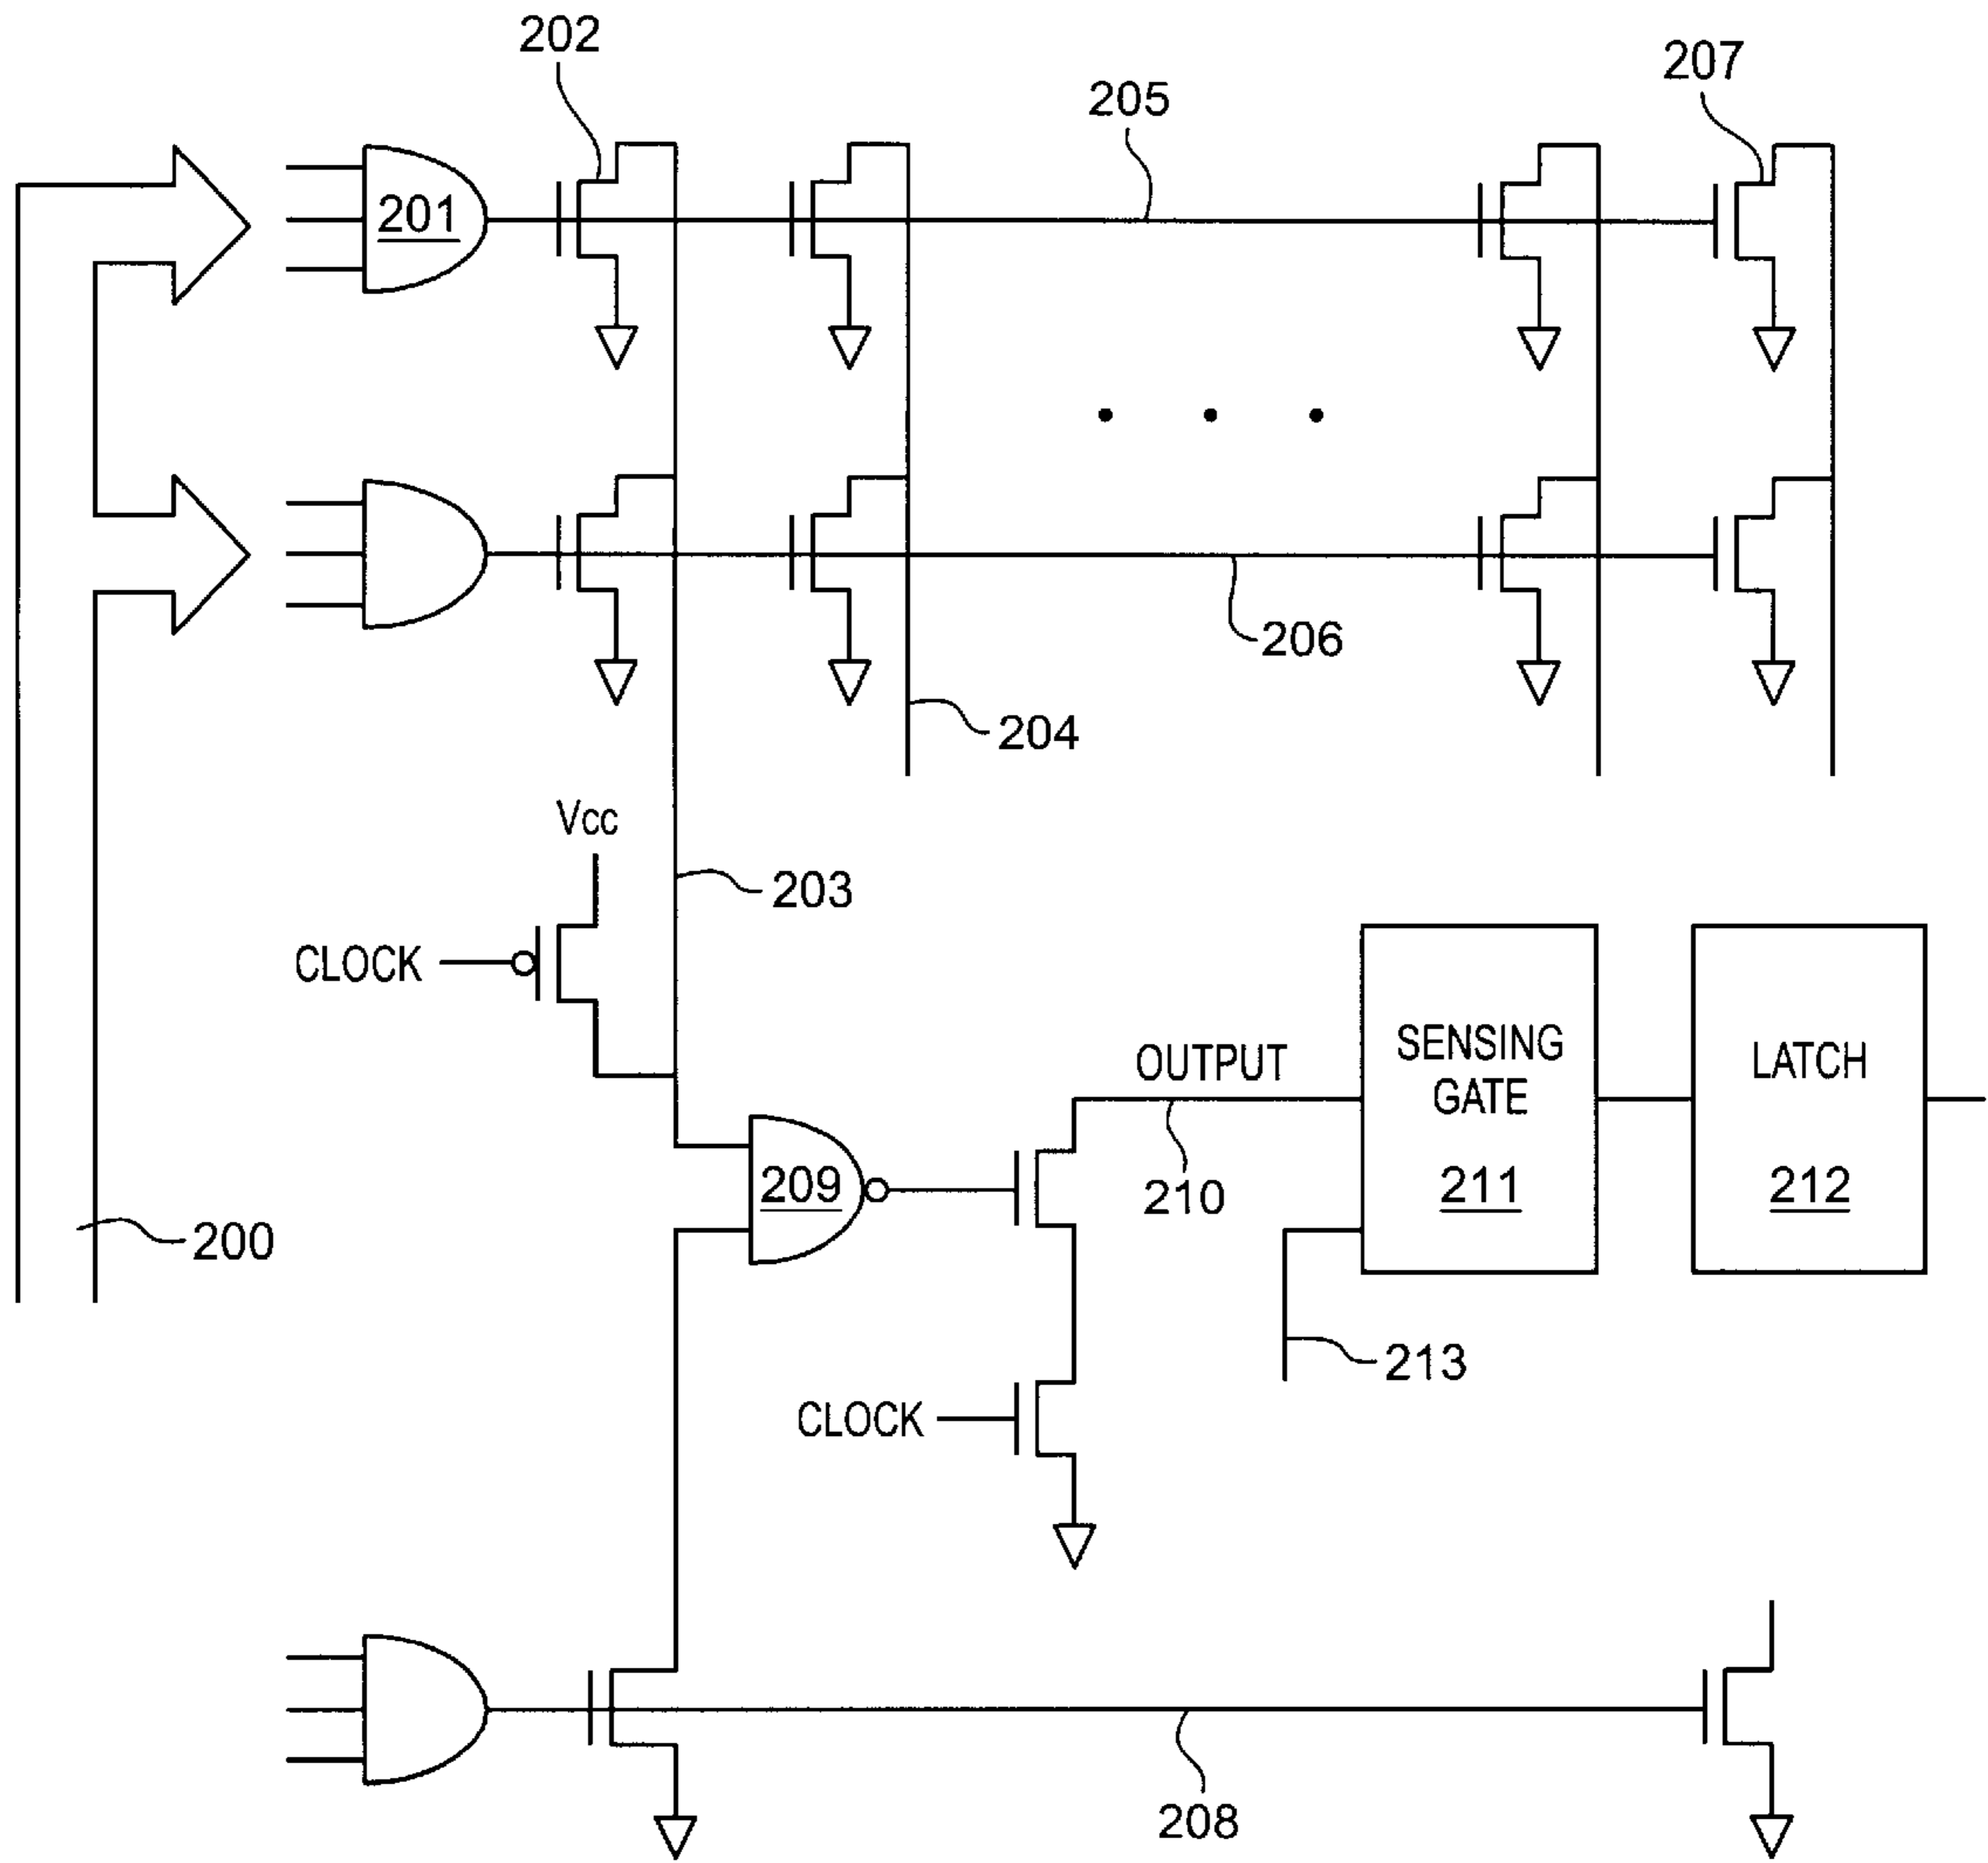 202
207
205
201
206
204
Vcc
203
CLOCK
OUTPUT
SENSING
GATE
LATCH
209
211
212
210
200
213
CLOCK
208